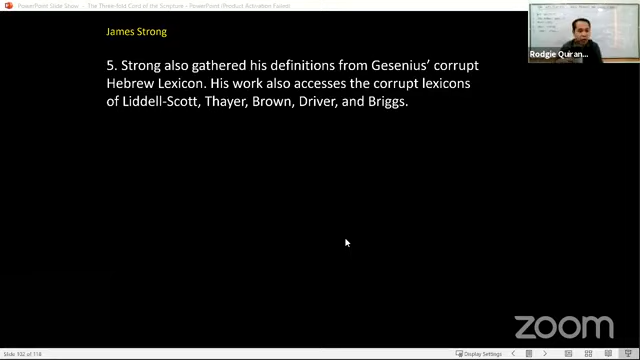 PowerPoint Slide Show - The Three-fold Cord of the Scripture - PowerPoint (Product Activation Failed)
James Strong
5. Strong also gathered his definitions from Gesenius' corrupt
Hebrew Lexicon. His work also accesses the corrupt lexicons
of Liddell-Scott, Thayer, Brown, Driver, and Briggs.
Rodgie Quiran...
zoom
Slide 102 of 118
Display Settings